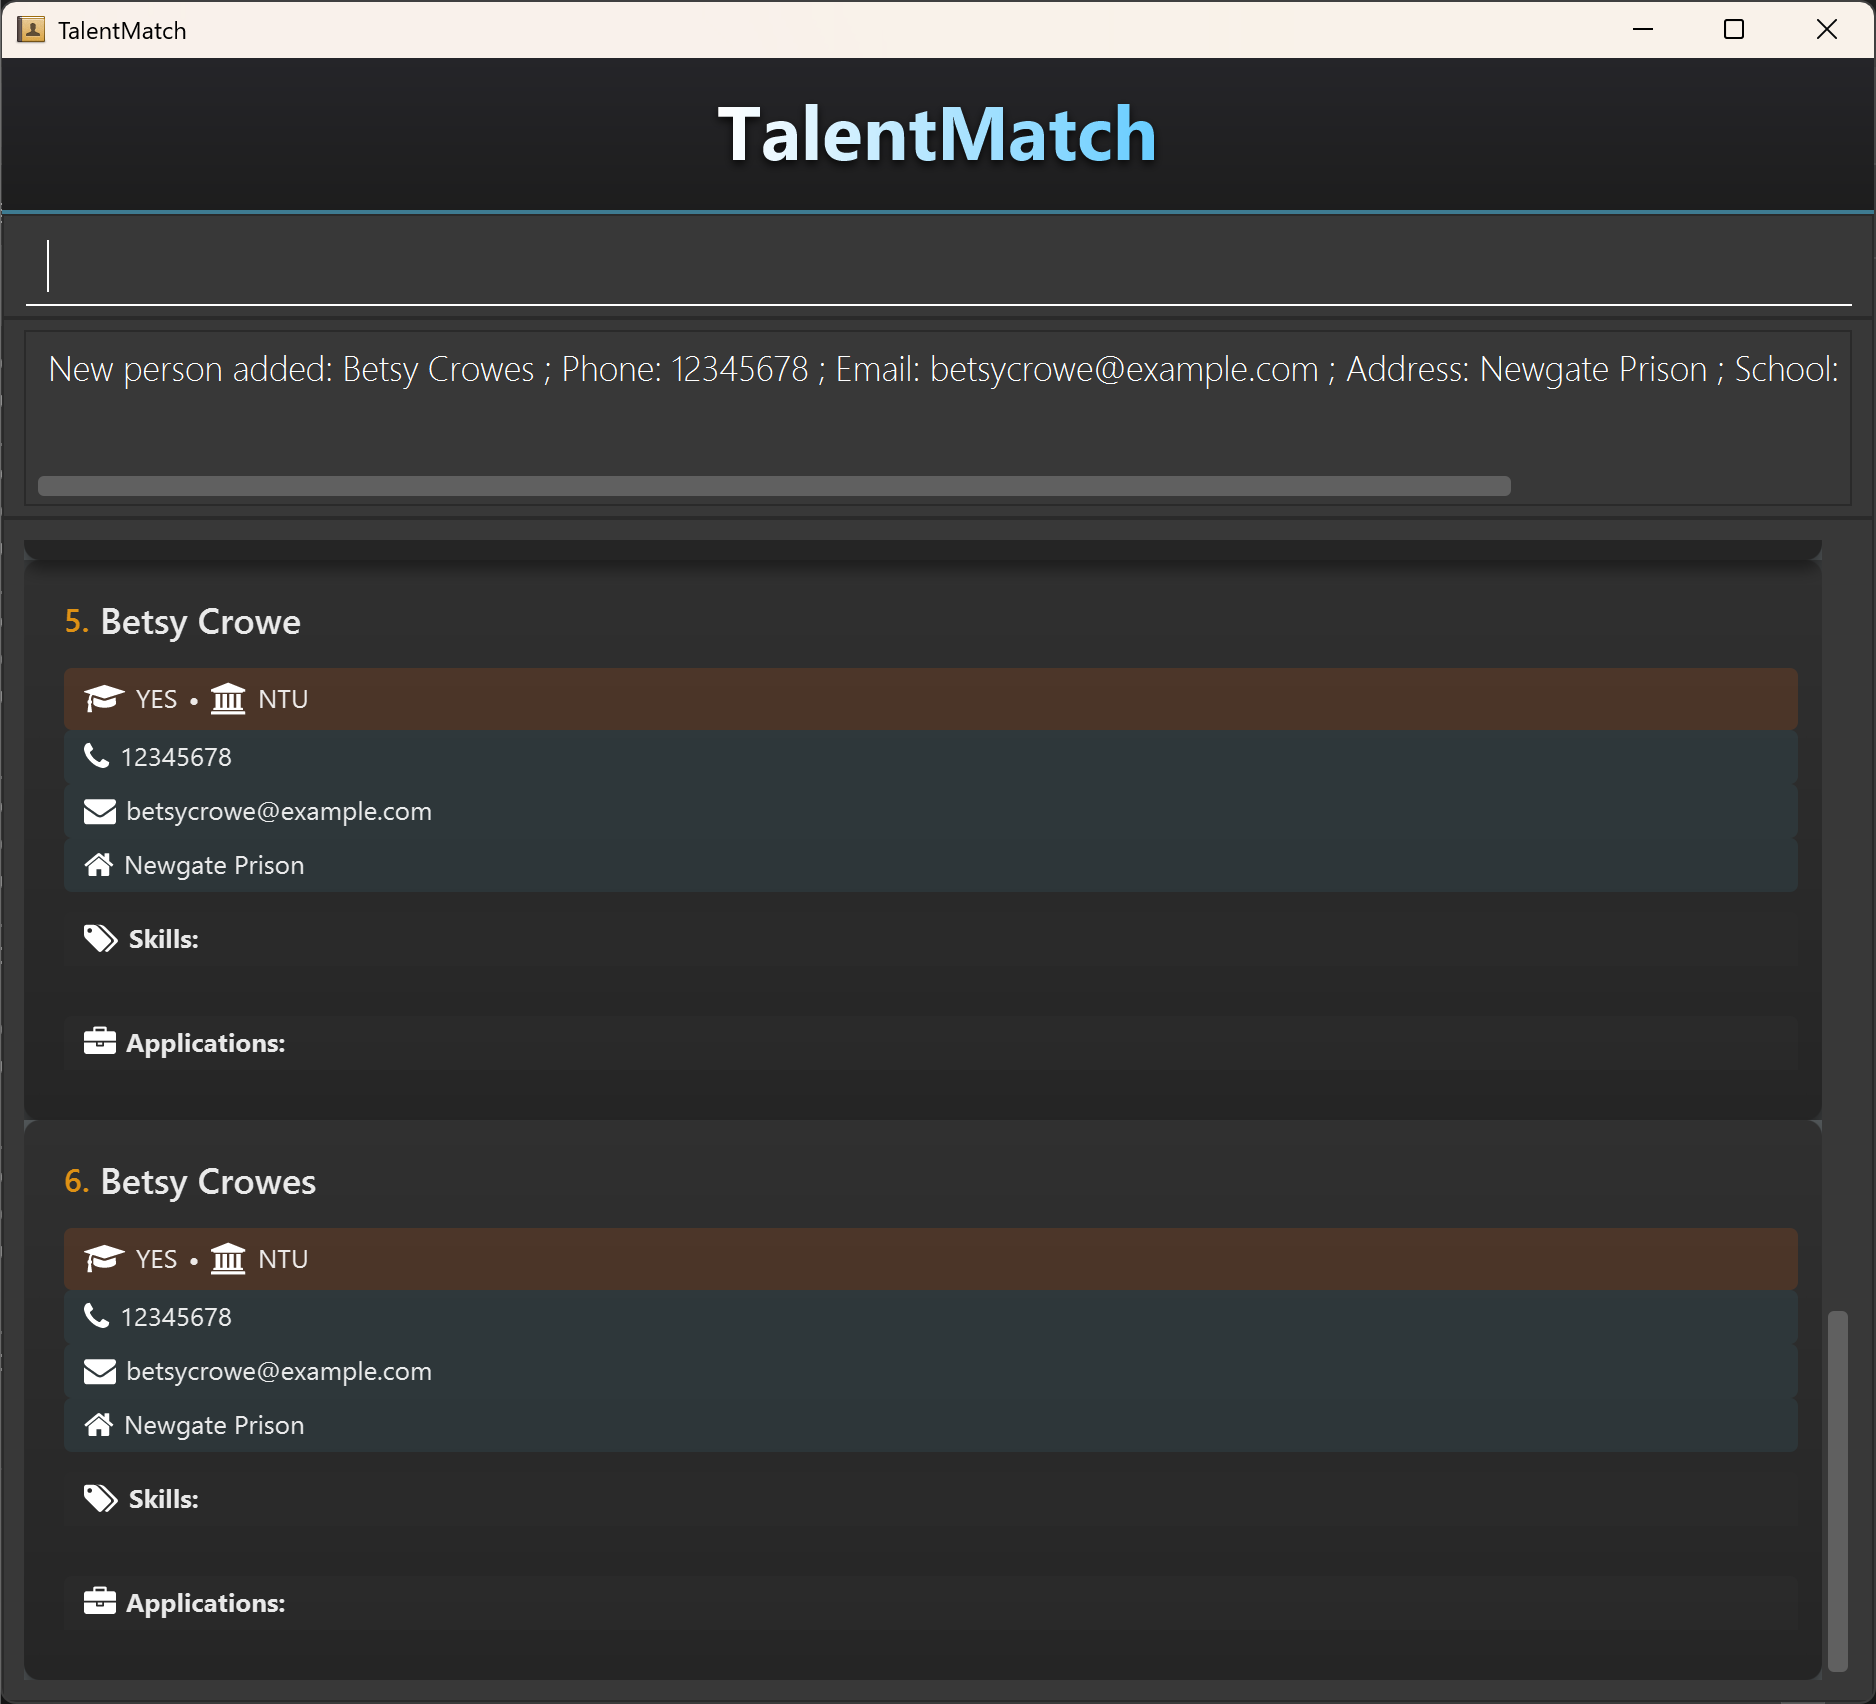 TalentMatch
TalentMatch
New person added: Betsy Crowes ; Phone: 12345678 ; Email: betsycrowe@example.com ; Address: Newgate Prison ; School:
5. Betsy Crowe
YES • NTU
12345678
betsycrowe@example.com
Newgate Prison
Skills:
Applications:
6. Betsy Crowes
YES • NTU
12345678
betsycrowe@example.com
Newgate Prison
Skills:
Applications: